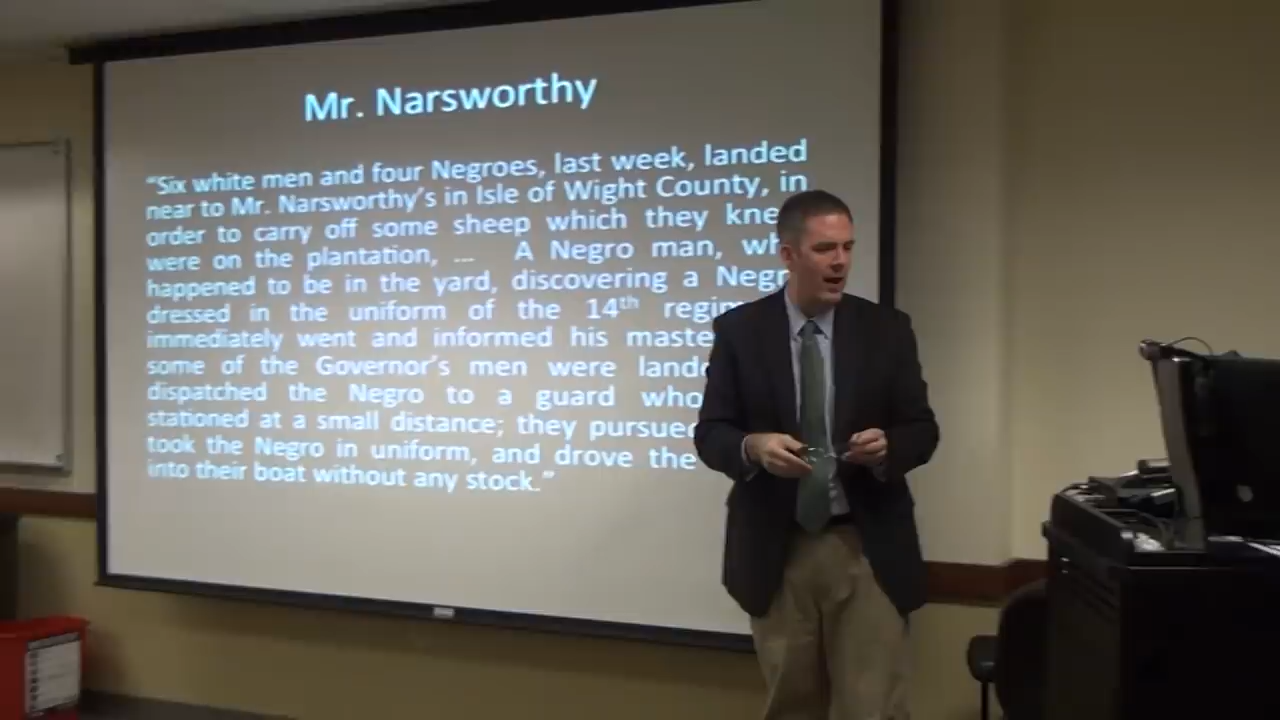 Mr. Narsworthy
“Six white men and four Negroes, last week, landed
near to Mr. Narsworthy’s in Isle of Wight County, in
order to carry off some sheep which they kne
were on the plantation, ... A Negro man, wh
happened to be in the yard, discovering a Negr
dressed in the uniform of the 14th regim
immediately went and informed his maste
some of the Governor’s men were land
dispatched the Negro to a guard who
stationed at a small distance; they pursued
took the Negro in uniform, and drove the
into their boat without any stock.”